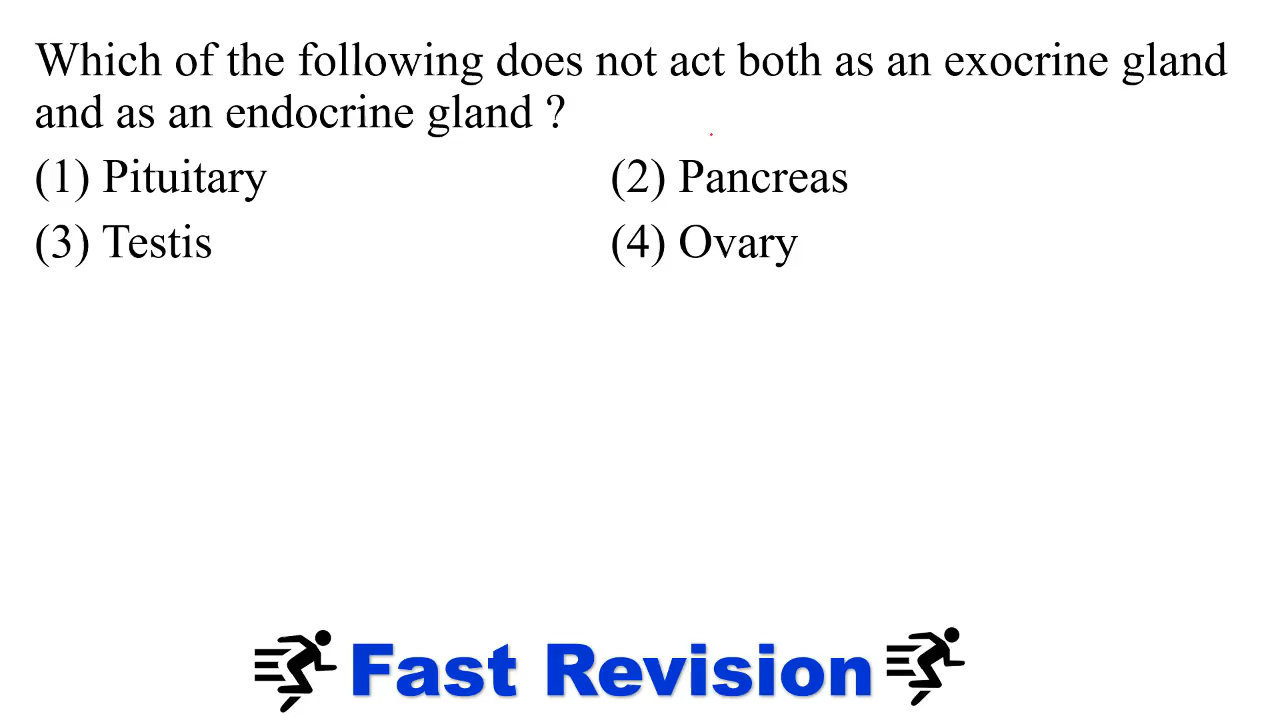 Which of the following does not act both as an exocrine gland
and as an endocrine gland ?
(1) Pituitary (2) Pancreas
(3) Testis (4) Ovary
Fast Revision